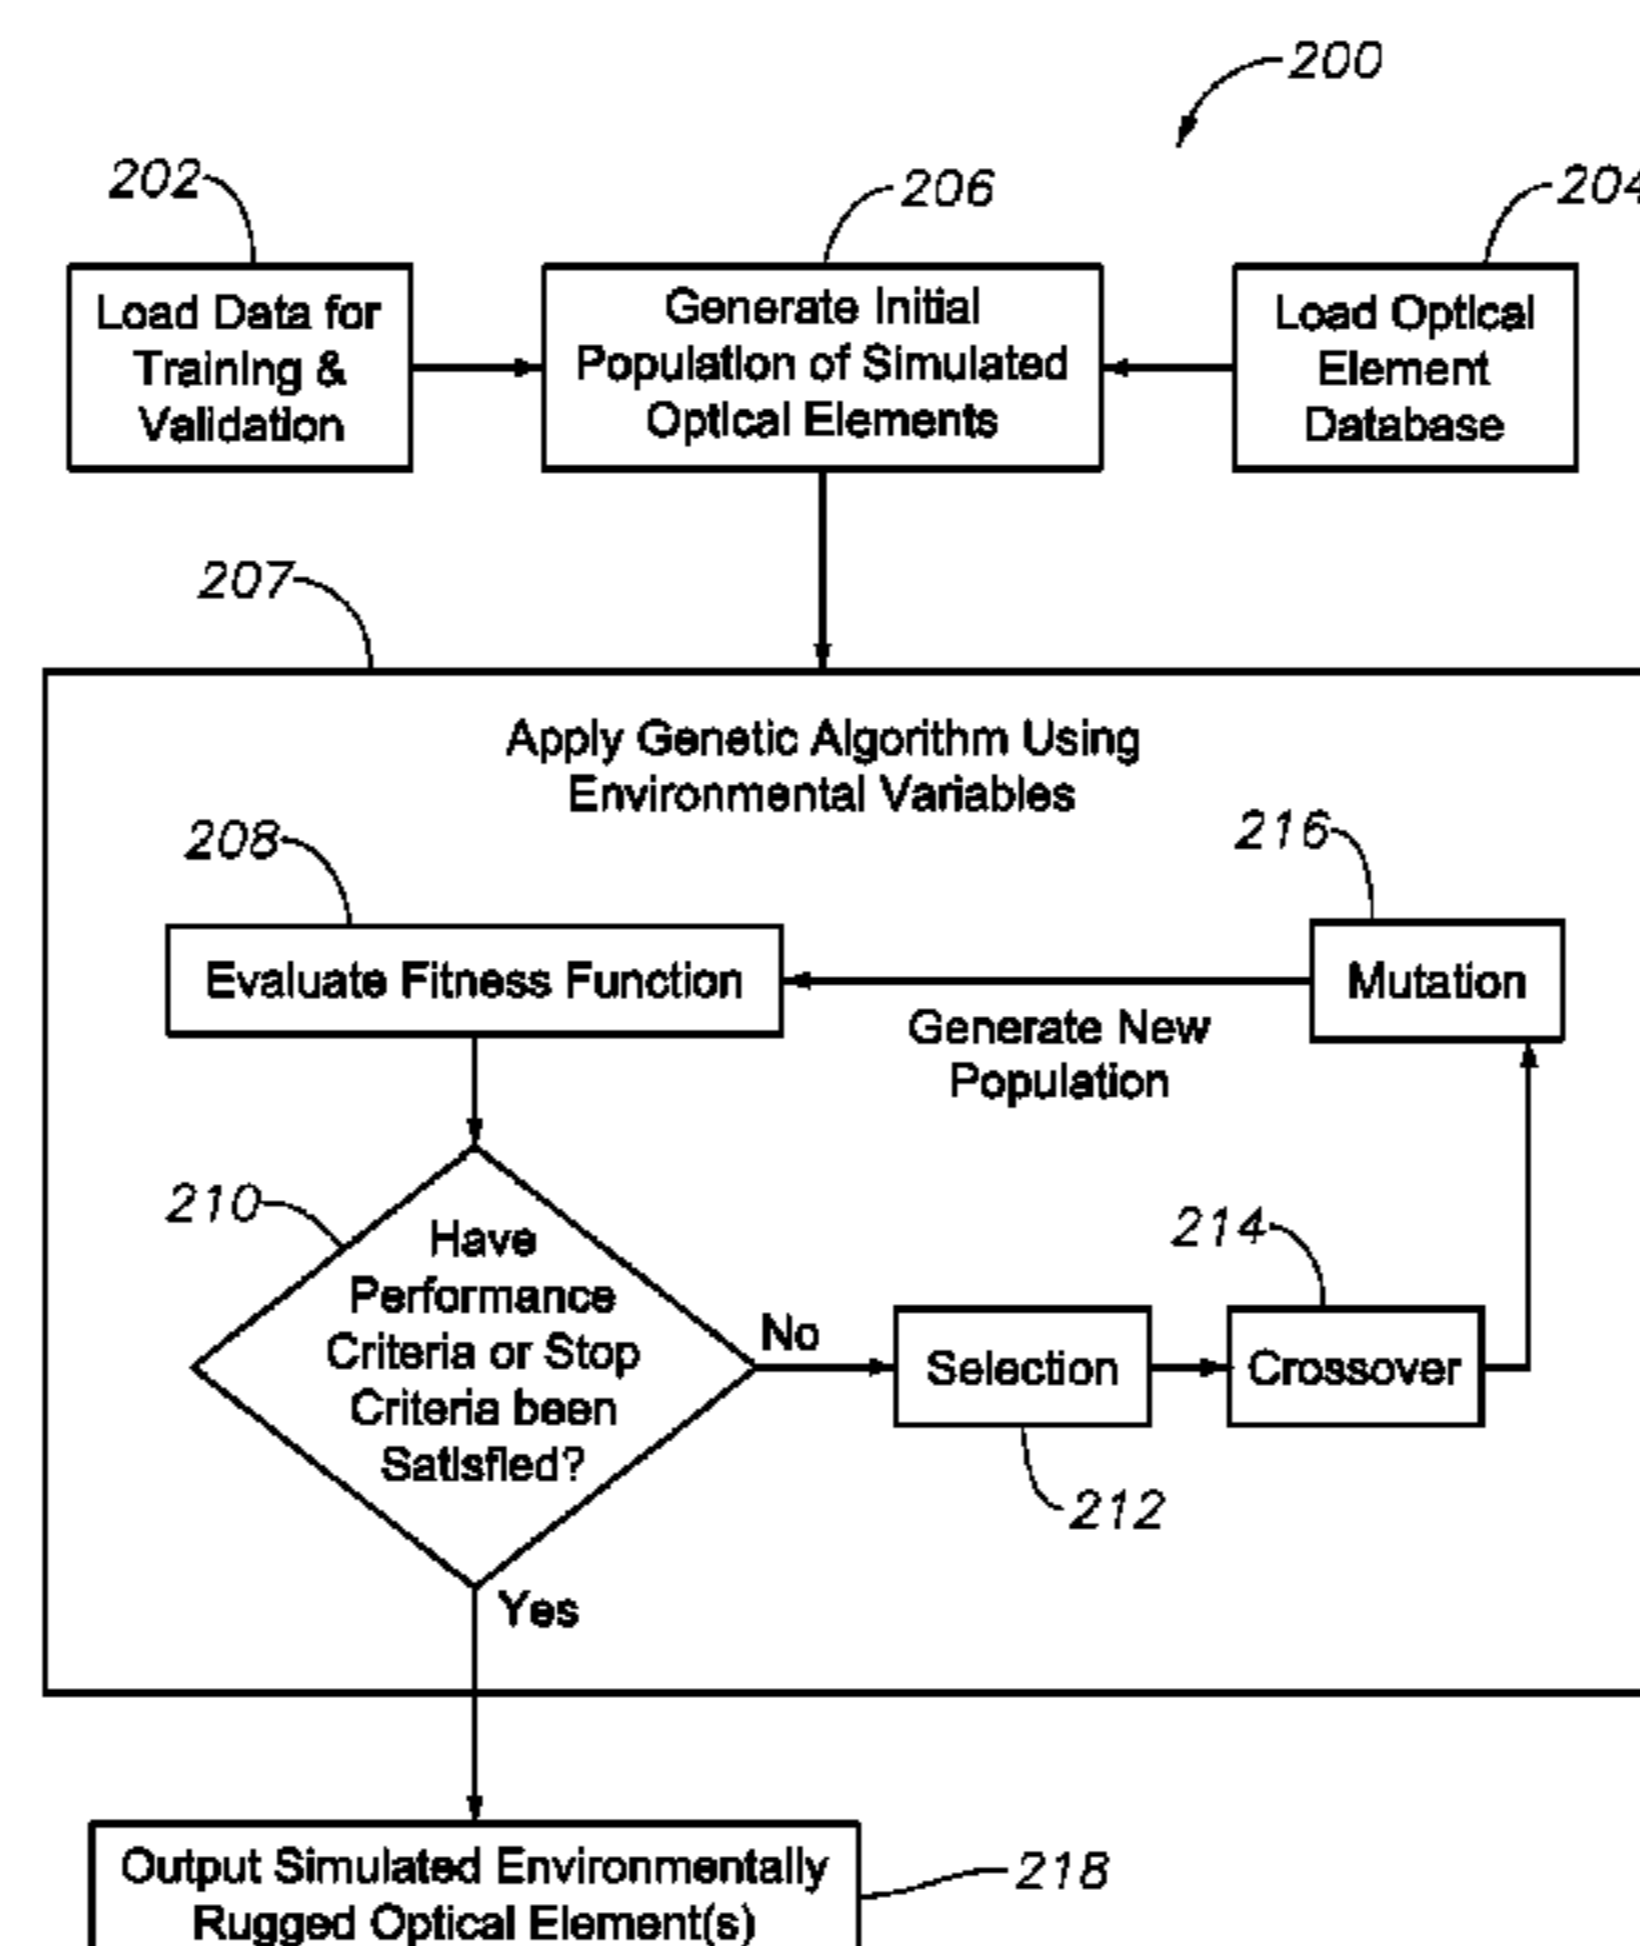 200
202
206
204
Load Data for
Training &
Validation
Generate Initial
Population of Simulated
Optical Elements
Load Optical
Element
Database
207
Apply Genetic Algorithm Using
Environmental Variables
208
216
Evaluate Fitness Function
Mutation
Generate New
Population
210
214
Have
Performance
Criteria or Stop
Criteria been
Satisfied?
No
Selection
Crossover
212
Yes
Output Simulated Environmentally
Rugged Optical Element(s)
218